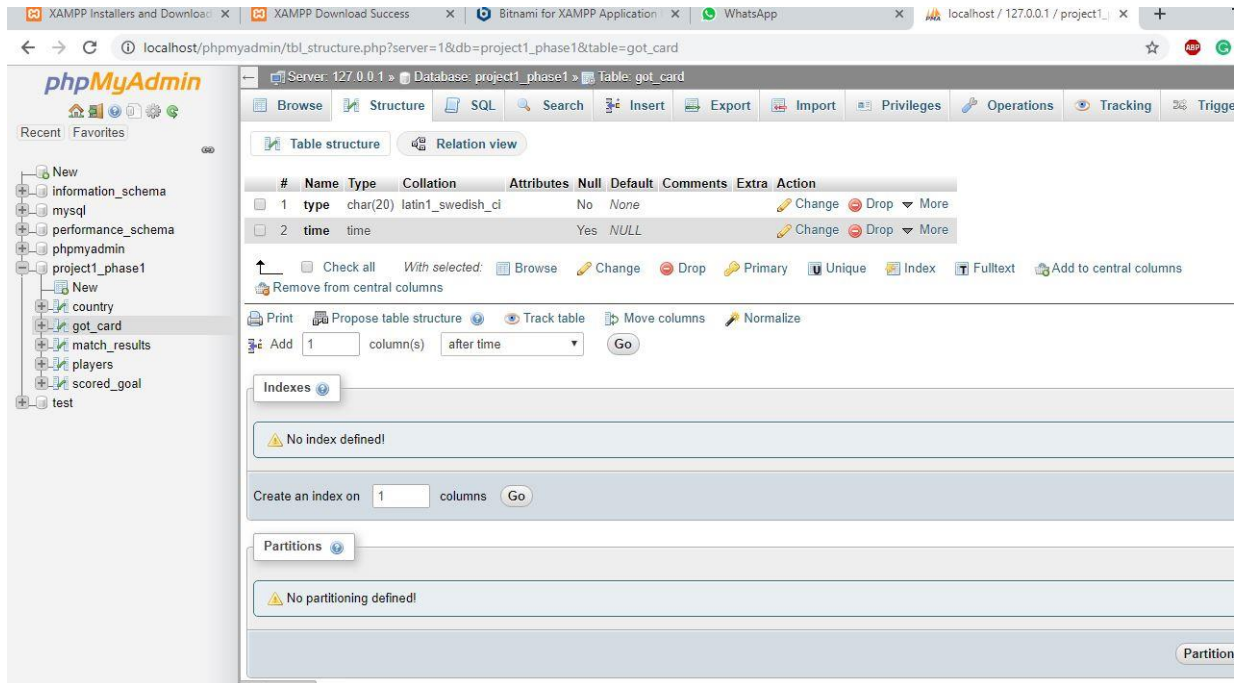 XAMPP Installers and Download XAMPP Download Success Bitnami for XAMPP Application WhatsApp localhost / 127.0.0.1 / project1_
localhost/phpmyadmin/tbl_structure.php?server=1&db=project1_phase1&table=got_card
ABP
phpMyAdmin
Recent Favorites
New
information_schema
mysql
performance_schema
phpmyadmin
project1_phase1
New
country
got_card
match_results
players
scored_goal
test
Server: 127.0.0.1 » Database: project1_phase1 » Table: got_card
Browse Structure SQL Search Insert Export Import Privileges Operations Tracking Trigge
Table structure Relation view
# Name Type Collation Attributes Null Default Comments Extra Action
1 type char(20) latin1_swedish_ci No None Change Drop More
2 time time Yes NULL Change Drop More
Check all With selected: Browse Change Drop Primary Unique Index Fulltext Add to central columns
Remove from central columns
Print Propose table structure Track table Move columns Normalize
Add 1 column(s) after time Go
Indexes
No index defined!
Create an index on 1 columns Go
Partitions
No partitioning defined!
Partition